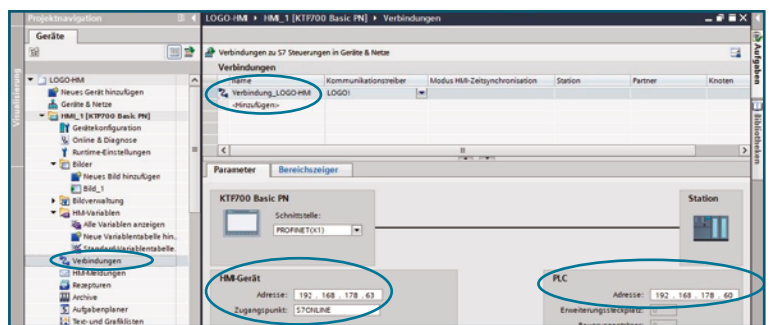 Projektnavigation
LOGO-HMI ▸ HMI_1 [KTP700 Basic PN] ▸ Verbindungen
Geräte
Verbindungen zu S7 Steuerungen in Geräte & Netze
Verbindungen
Name Kommunikationstreiber Modus HMI-Zeitsynchronisation Station Partner Knoten
Verbindung_LOGO-HMI LOGO!
<Hinzufügen>
LOGO-HMI
Neues Gerät hinzufügen
Geräte & Netze
HMI_1 [KTP700 Basic PN]
Gerätekonfiguration
Online & Diagnose
Runtime-Einstellungen
Bilder
Neues Bild hinzufügen
Bild_1
Bildverwaltung
HMI-Variablen
Alle Variablen anzeigen
Neue Variablentabelle hin..
Standard-Variablentabelle.
Verbindungen
HMI-Meldungen
Rezepturen
Archive
Aufgabenplaner
Text- und Grafiklisten
Parameter Bereichszeiger
KTP700 Basic PN
Schnittstelle:
PROFINET(X1)
Station
HMI-Gerät
Adresse: 192 . 168 . 178 . 63
Zugangspunkt: S7ONLINE
PLC
Adresse: 192 . 168 . 178 . 60
Erweiterungssteckplatz: 0
Visualisierung
Aufgaben
Bibliotheken